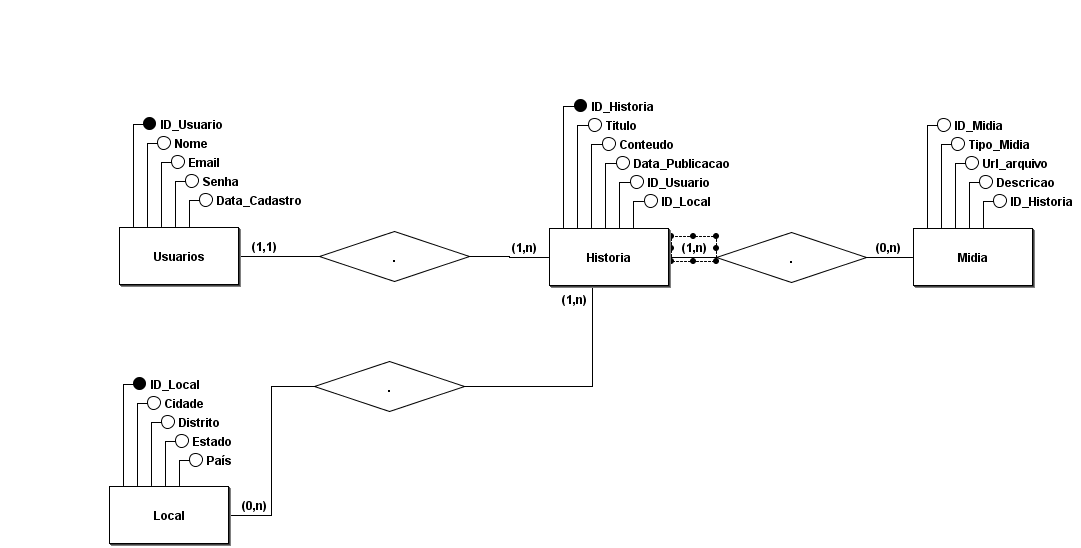 ID_Usuario
Nome
Email
Senha
Data_Cadastro
Usuarios
(1,1)
.
(1,n)
ID_Historia
Titulo
Conteudo
Data_Publicacao
ID_Usuario
ID_Local
Historia
(1,n)
.
(0,n)
ID_Midia
Tipo_Midia
Url_arquivo
Descricao
ID_Historia
Midia
(1,n)
.
ID_Local
Cidade
Distrito
Estado
País
Local
(0,n)